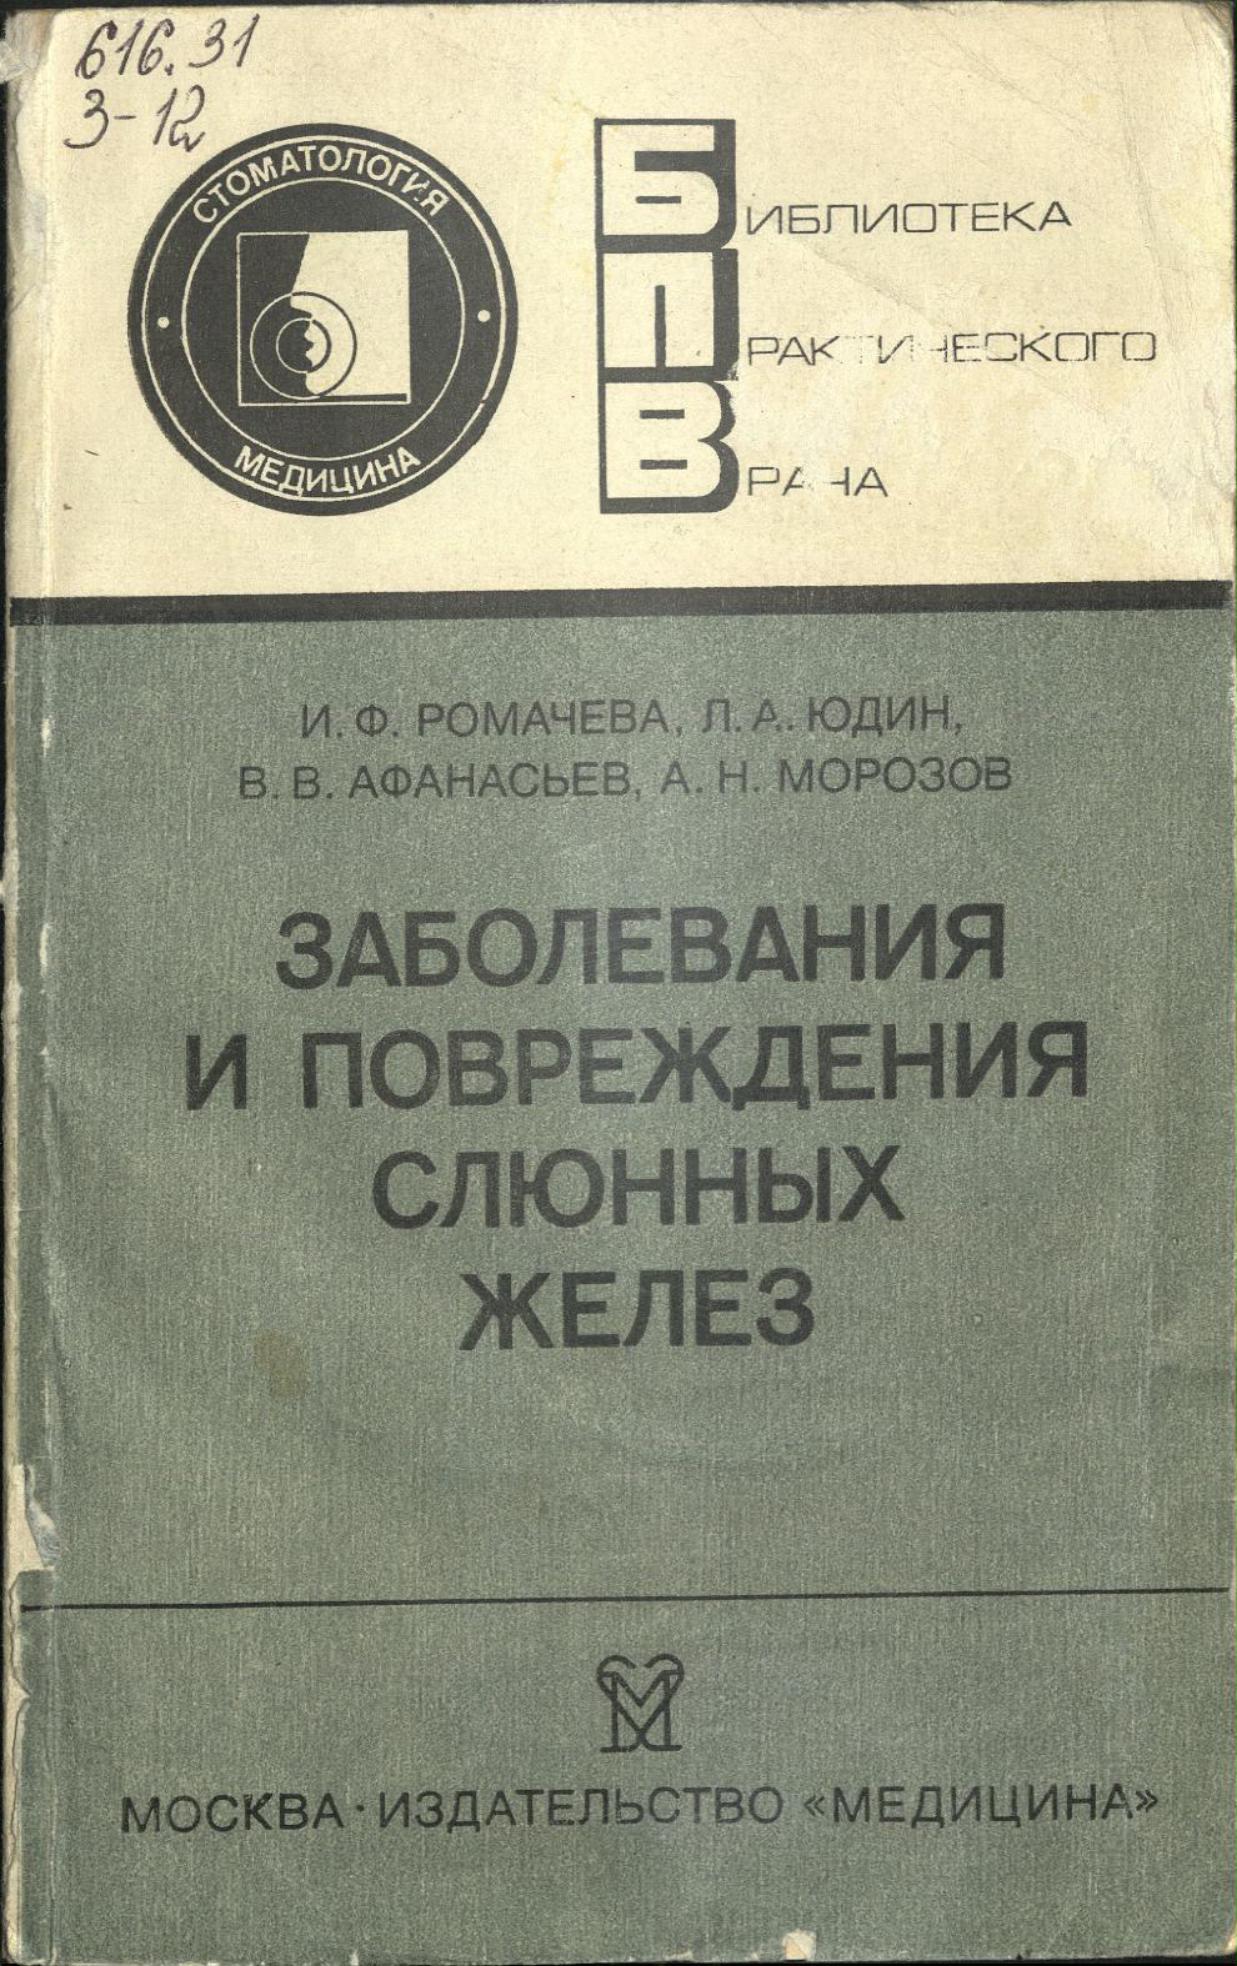 616.31
З-12
СТОМАТОЛОГИЯ
МЕДИЦИНА
БИБЛИОТЕКА
ПРАКТИЧЕСКОГО
ВРАЧА
И. Ф. РОМАЧЕВА, Л. А. ЮДИН,
В. В. АФАНАСЬЕВ, А. Н. МОРОЗОВ
ЗАБОЛЕВАНИЯ
И ПОВРЕЖДЕНИЯ
СЛЮННЫХ
ЖЕЛЕЗ
М
МОСКВА · ИЗДАТЕЛЬСТВО «МЕДИЦИНА»